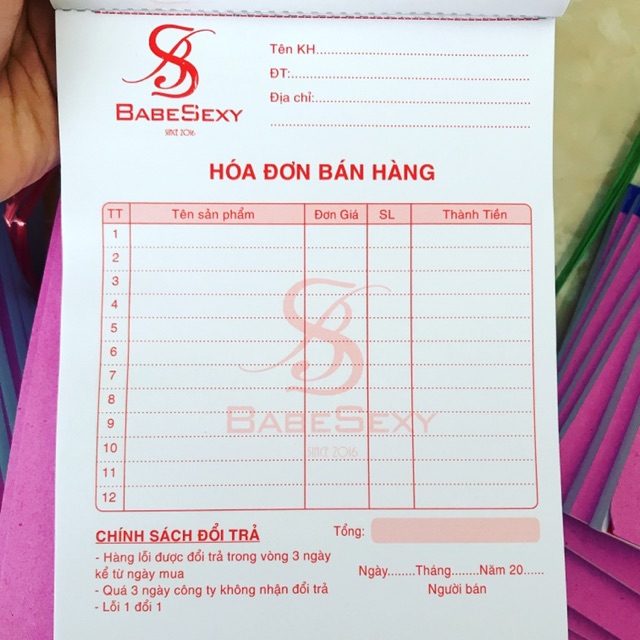 BABESEXY
SINCE 2016
Tên KH
ĐT:
Địa chỉ:
HÓA ĐƠN BÁN HÀNG
TT Tên sản phẩm Đơn Giá SL Thành Tiền
1
2
3
4
5
6
7
8
9
10
11
12
BABESEXY
SINCE 2016
CHÍNH SÁCH ĐỔI TRẢ
- Hàng lỗi được đổi trả trong vòng 3 ngày
kể từ ngày mua
- Quá 3 ngày công ty không nhận đổi trả
- Lỗi 1 đổi 1
Tổng:
Ngày........Tháng........Năm 20......
Người bán